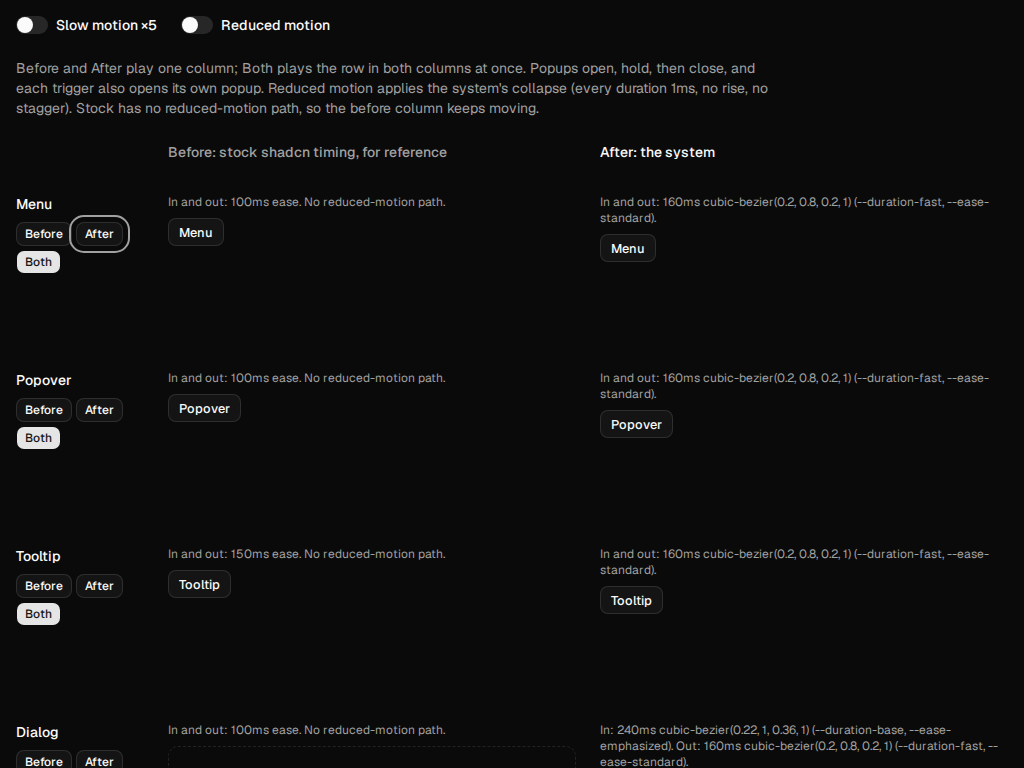 Slow motion ×5 Reduced motion
Before and After play one column; Both plays the row in both columns at once. Popups open, hold, then close, and
each trigger also opens its own popup. Reduced motion applies the system's collapse (every duration 1ms, no rise, no
stagger). Stock has no reduced-motion path, so the before column keeps moving.
Before: stock shadcn timing, for reference
After: the system
Menu
Before After
Both
In and out: 100ms ease. No reduced-motion path.
Menu
In and out: 160ms cubic-bezier(0.2, 0.8, 0.2, 1) (--duration-fast, --ease-
standard).
Menu
Popover
Before After
Both
In and out: 100ms ease. No reduced-motion path.
Popover
In and out: 160ms cubic-bezier(0.2, 0.8, 0.2, 1) (--duration-fast, --ease-
standard).
Popover
Tooltip
Before After
Both
In and out: 150ms ease. No reduced-motion path.
Tooltip
In and out: 160ms cubic-bezier(0.2, 0.8, 0.2, 1) (--duration-fast, --ease-
standard).
Tooltip
Dialog
Before After
In and out: 100ms ease. No reduced-motion path.
In: 240ms cubic-bezier(0.22, 1, 0.36, 1) (--duration-base, --ease-
emphasized). Out: 160ms cubic-bezier(0.2, 0.8, 0.2, 1) (--duration-fast, --
ease-standard).